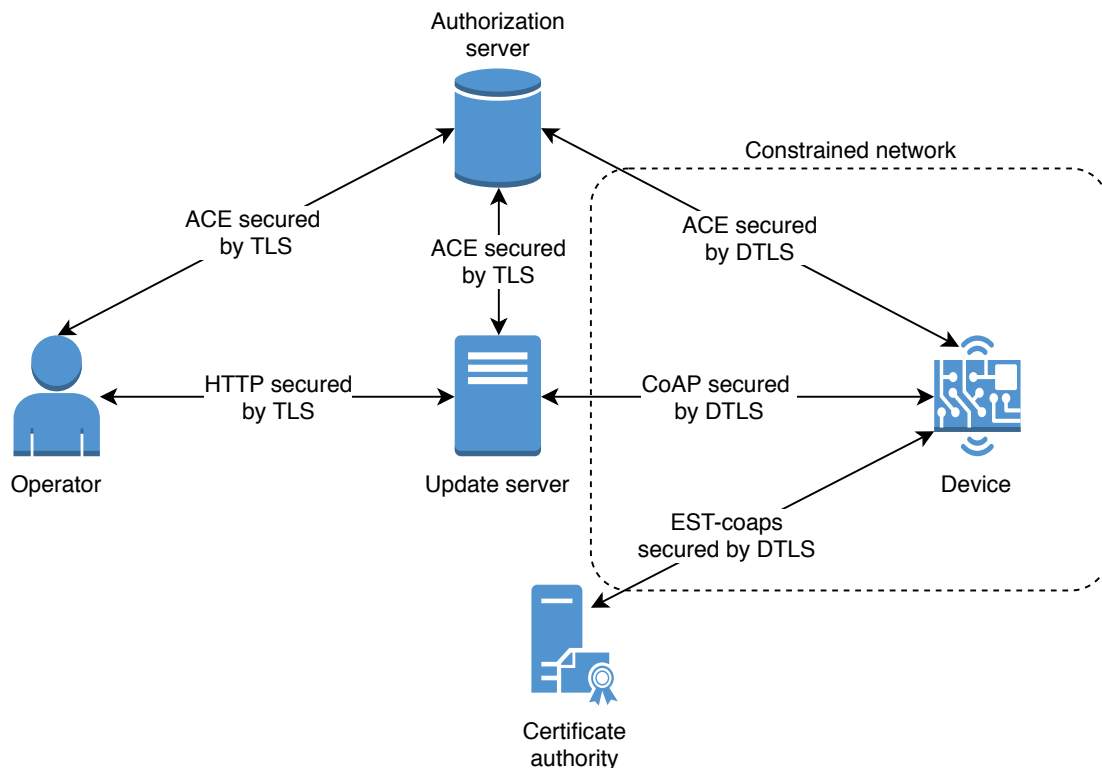 Authorization
server
Constrained network
ACE secured
by TLS
ACE secured
by TLS
ACE secured
by DTLS
HTTP secured
by TLS
CoAP secured
by DTLS
Operator
Update server
Device
EST-coaps
secured by DTLS
Certificate
authority